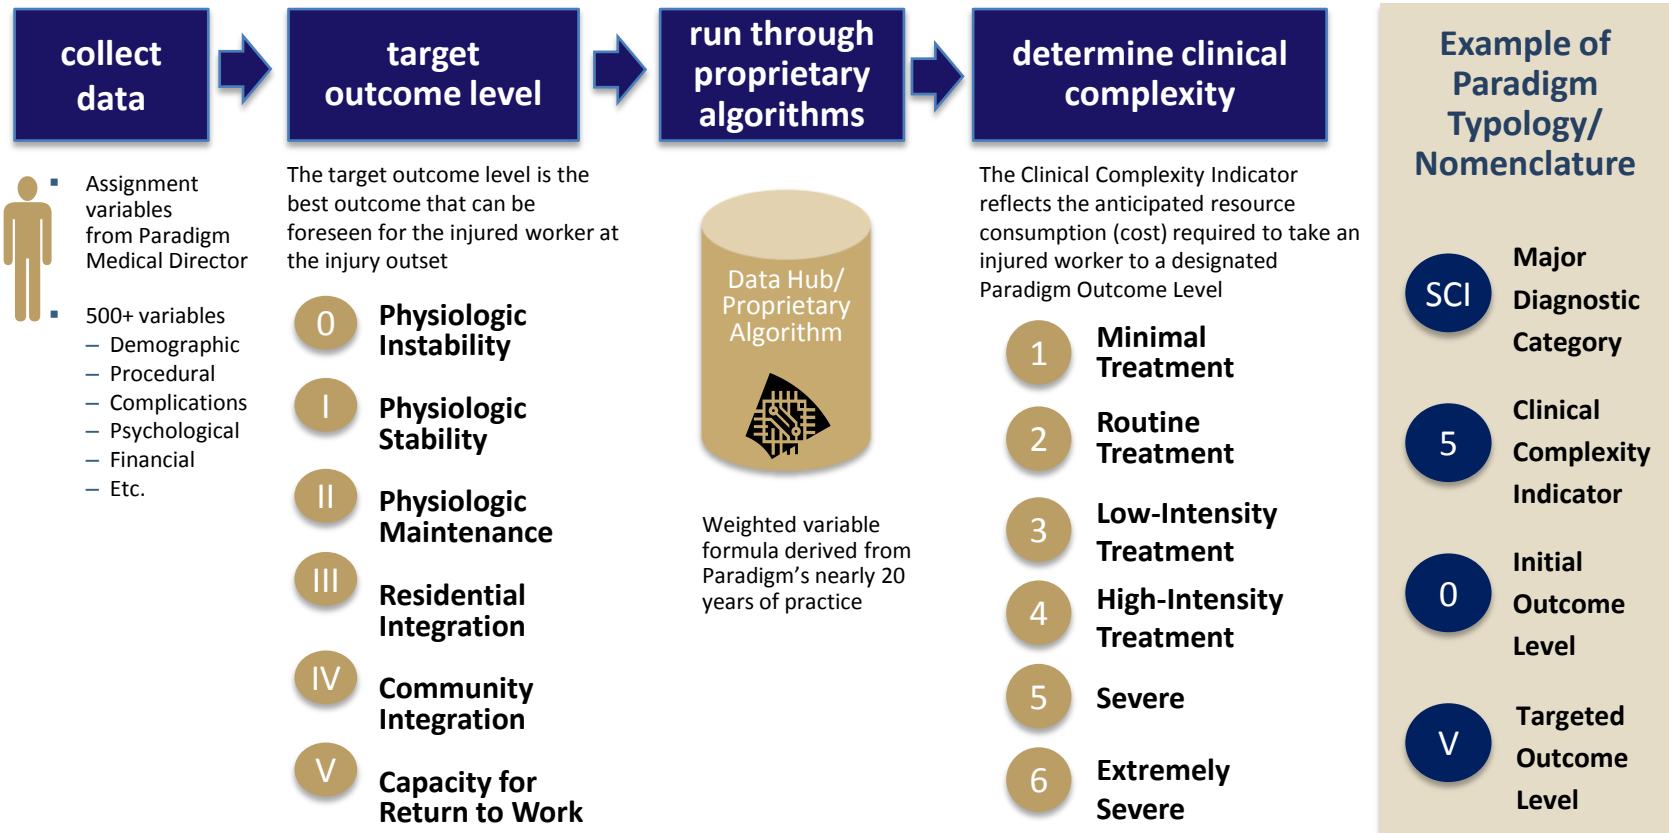 collect
data
target
outcome level
run through
proprietary
algorithms
determine clinical
complexity
▪ Assignment
variables
from Paradigm
Medical Director
▪ 500+ variables
– Demographic
– Procedural
– Complications
– Psychological
– Financial
– Etc.
The target outcome level is the
best outcome that can be
foreseen for the injured worker at
the injury outset
0 Physiologic
Instability
I Physiologic
Stability
II Physiologic
Maintenance
III Residential
Integration
IV Community
Integration
V Capacity for
Return to Work
Data Hub/
Proprietary
Algorithm
Weighted variable
formula derived from
Paradigm’s nearly 20
years of practice
The Clinical Complexity Indicator
reflects the anticipated resource
consumption (cost) required to take an
injured worker to a designated
Paradigm Outcome Level
1 Minimal
Treatment
2 Routine
Treatment
3 Low-Intensity
Treatment
4 High-Intensity
Treatment
5 Severe
6 Extremely
Severe
Example of
Paradigm
Typology/
Nomenclature
SCI Major
Diagnostic
Category
5 Clinical
Complexity
Indicator
0 Initial
Outcome
Level
V Targeted
Outcome
Level